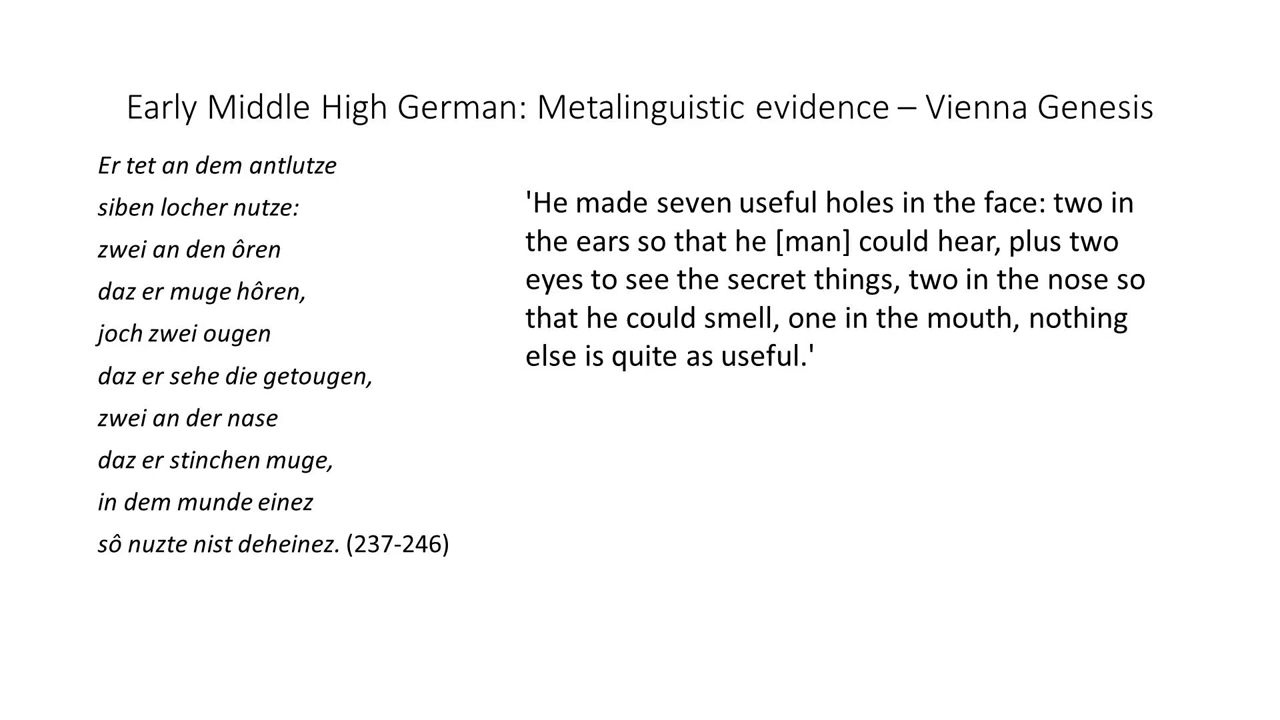 Early Middle High German: Metalinguistic evidence – Vienna Genesis
Er tet an dem antlutze
siben locher nutze:
zwei an den ôren
daz er muge hôren,
joch zwei ougen
daz er sehe die getougen,
zwei an der nase
daz er stinchen muge,
in dem munde einez
sô nuzte nist deheinez. (237-246)
'He made seven useful holes in the face: two in
the ears so that he [man] could hear, plus two
eyes to see the secret things, two in the nose so
that he could smell, one in the mouth, nothing
else is quite as useful.'